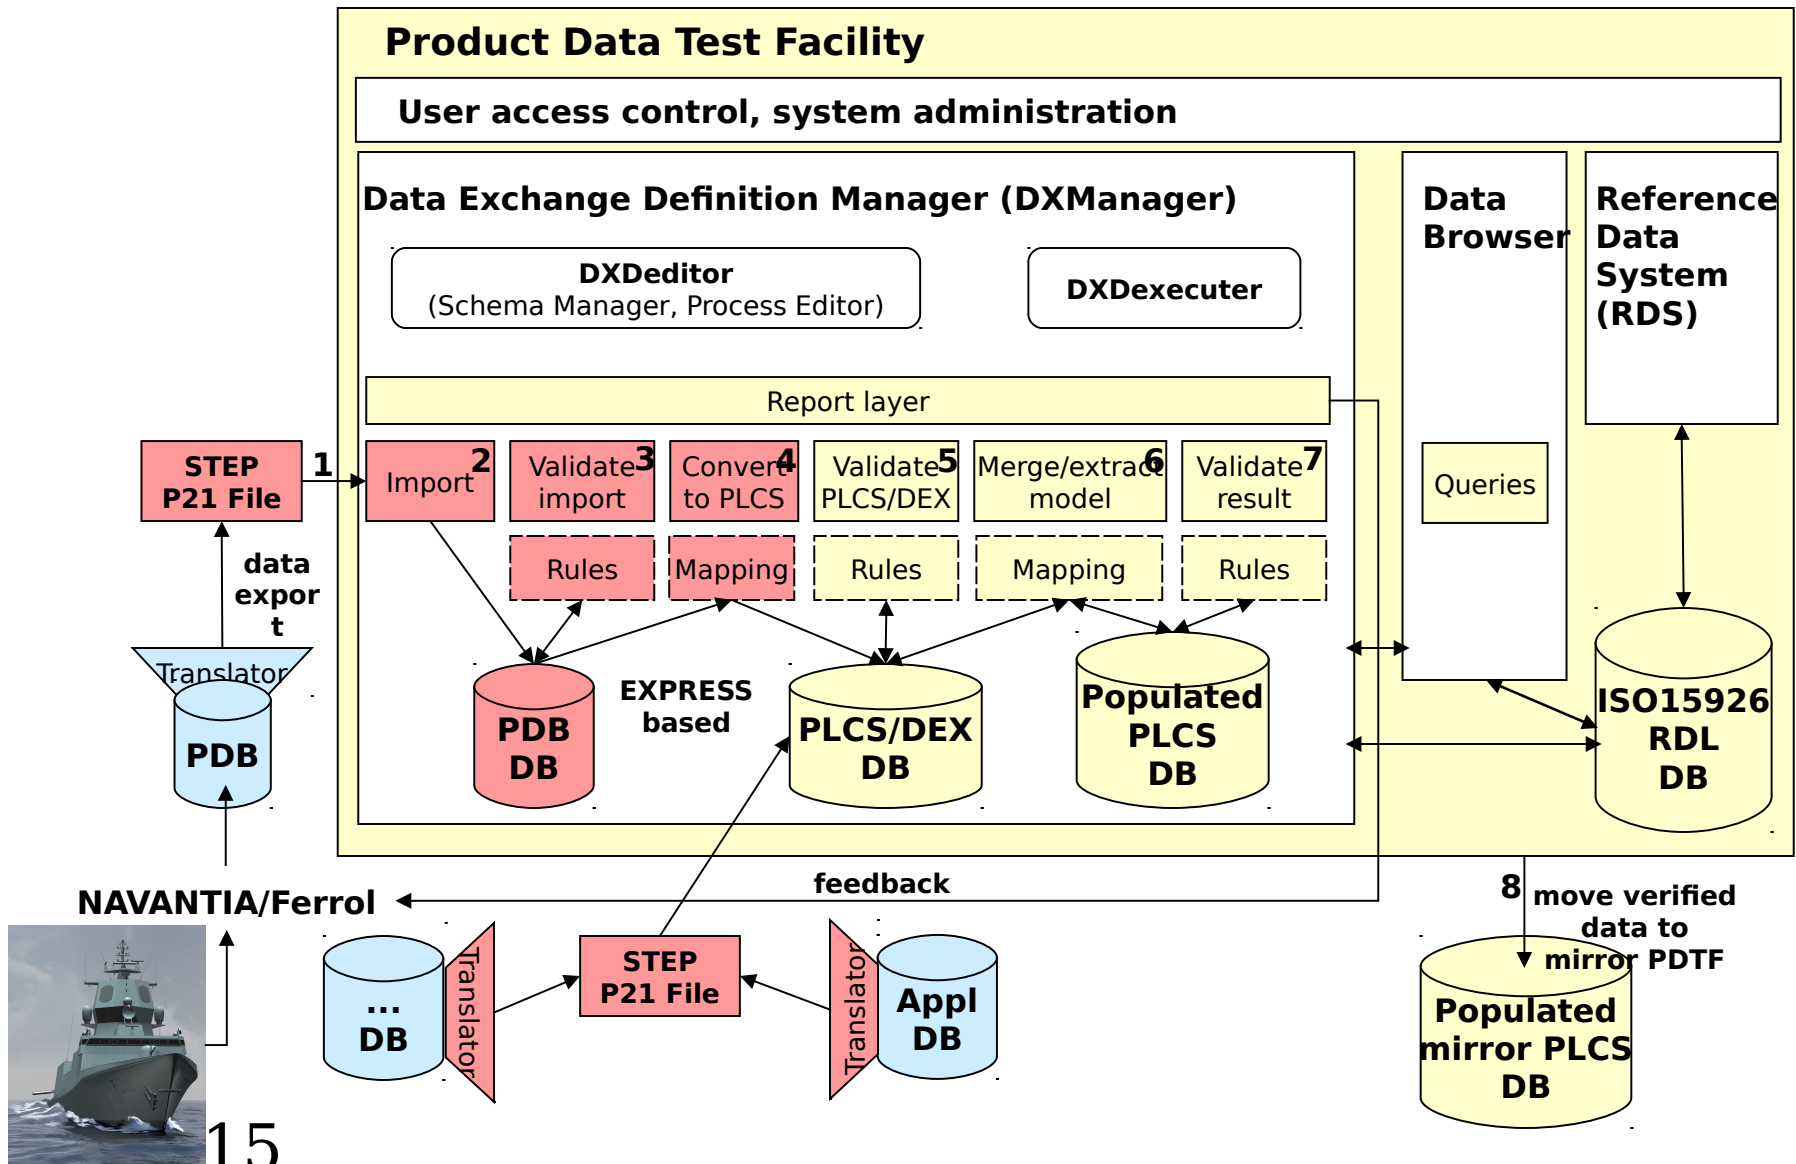 Product Data Test Facility
User access control, system administration
Data Exchange Definition Manager (DXManager)
DXDeditor
(Schema Manager, Process Editor)
DXDexecuter
Data
Browser
Reference
Data
System
(RDS)
Report layer
STEP
P21 File
1
Import
2
Validate
import
3
Convert
to PLCS
4
Validate
PLCS/DEX
5
Merge/extract
model
6
Validate
result
7
Queries
Rules
Mapping
Rules
Mapping
Rules
data
expor
t
Translator
PDB
EXPRESS
based
PDB
DB
PLCS/DEX
DB
Populated
PLCS
DB
ISO15926
RDL
DB
NAVANTIA/Ferrol
feedback
8
move verified
data to
mirror PDTF
...
DB
Translator
STEP
P21 File
Translator
Appl
DB
Populated
mirror PLCS
DB
15